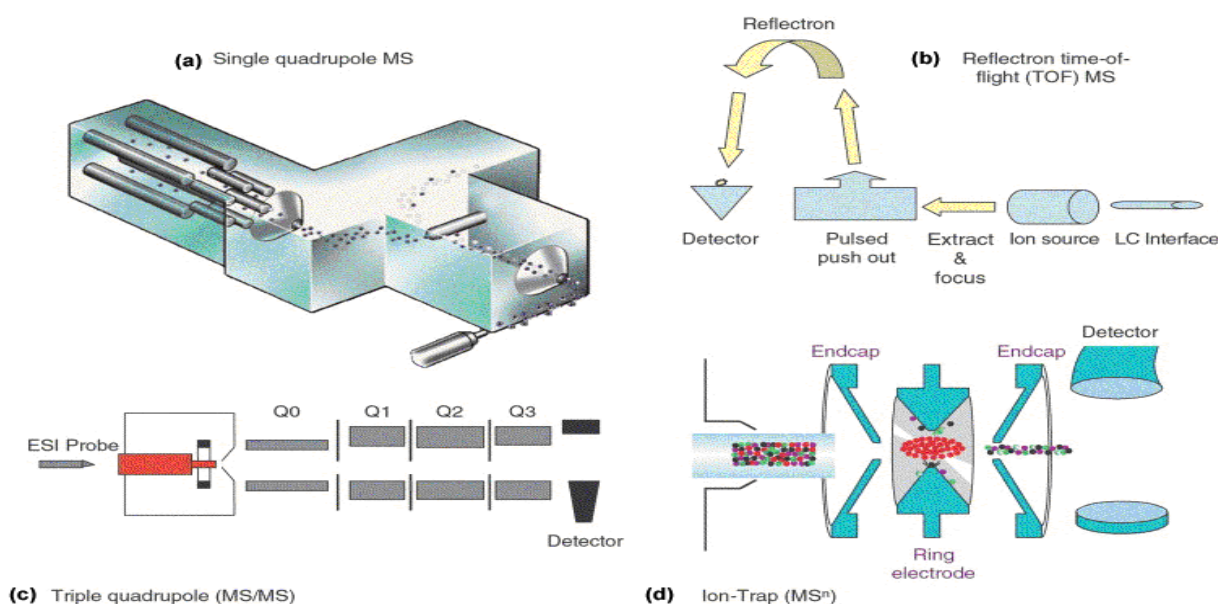 (a) Single quadrupole MS
Reflectron
(b) Reflectron time-of-
flight (TOF) MS
Detector
Pulsed
push out
Extract
&
focus
Ion source
LC Interface
ESI Probe
Q0
Q1
Q2
Q3
Detector
(c) Triple quadrupole (MS/MS)
Endcap
Endcap
Detector
Ring
electrode
(d) Ion-Trap (MSⁿ)